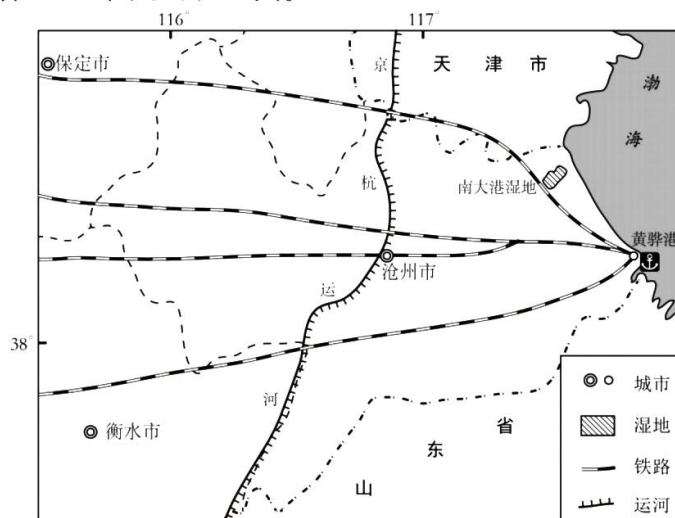 116°
117°
保定市
京
天津市
渤
海
杭
南大港湿地
黄骅港
沧州市
运
38°
河
衡水市
山
东
省
城市
湿地
铁路
运河